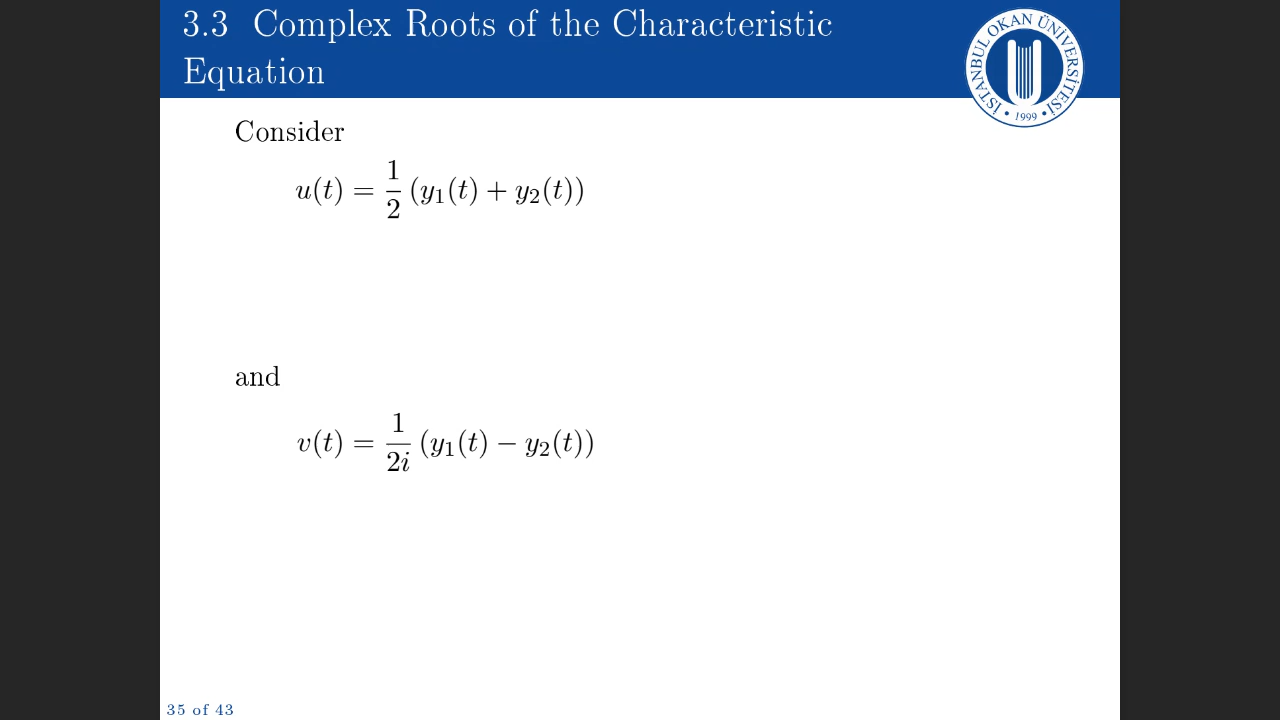 3.3 Complex Roots of the Characteristic
Equation
İSTANBUL OKAN ÜNİVERSİTESİ
• 1999 •
Consider
u(t) = 1/2 (y₁(t) + y₂(t))
and
v(t) = 1/2i (y₁(t) − y₂(t))
35 of 43